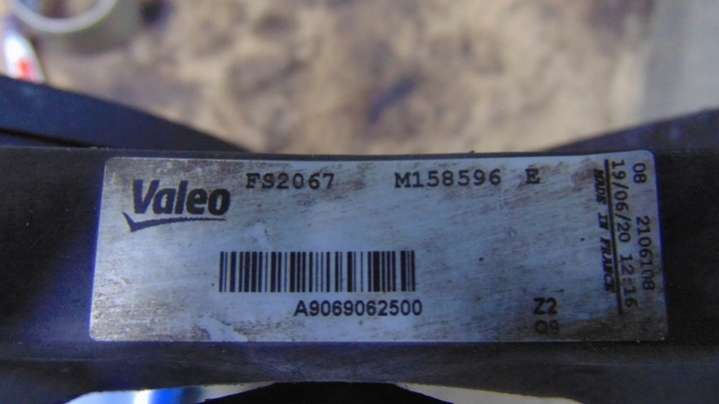 Valeo
FS2067 M158596 E
A9069062500
Z2
Q9
08 2106108
19/06/20 12:16
MADE IN FRANCE